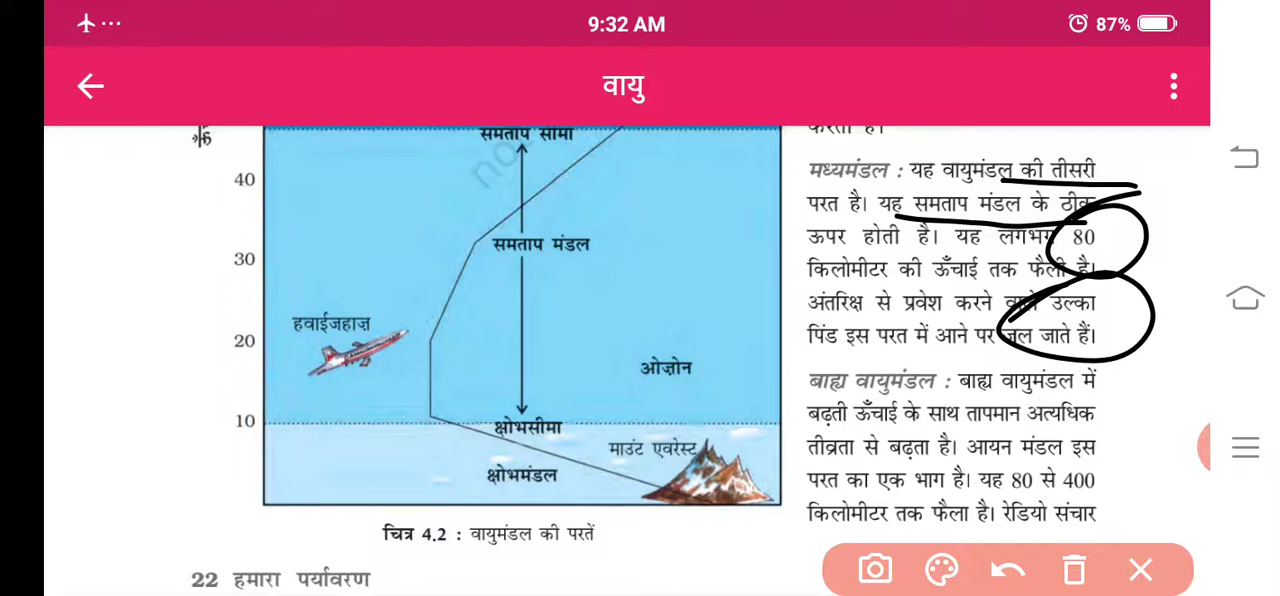 9:32 AM
87%
वायु
समताप सीमा
40
समताप मंडल
30
हवाईजहाज़
20
ओज़ोन
10
क्षोभसीमा
माउंट एवरेस्ट
क्षोभमंडल
चित्र 4.2 : वायुमंडल की परतें
22 हमारा पर्यावरण
करता है।
मध्यमंडल : यह वायुमंडल की तीसरी
परत है। यह समताप मंडल के ठीक
ऊपर होती है। यह लगभग 80
किलोमीटर की ऊँचाई तक फैली है।
अंतरिक्ष से प्रवेश करने वाले उल्का
पिंड इस परत में आने पर जल जाते हैं।
बाह्य वायुमंडल : बाह्य वायुमंडल में
बढ़ती ऊँचाई के साथ तापमान अत्यधिक
तीव्रता से बढ़ता है। आयन मंडल इस
परत का एक भाग है। यह 80 से 400
किलोमीटर तक फैला है। रेडियो संचार